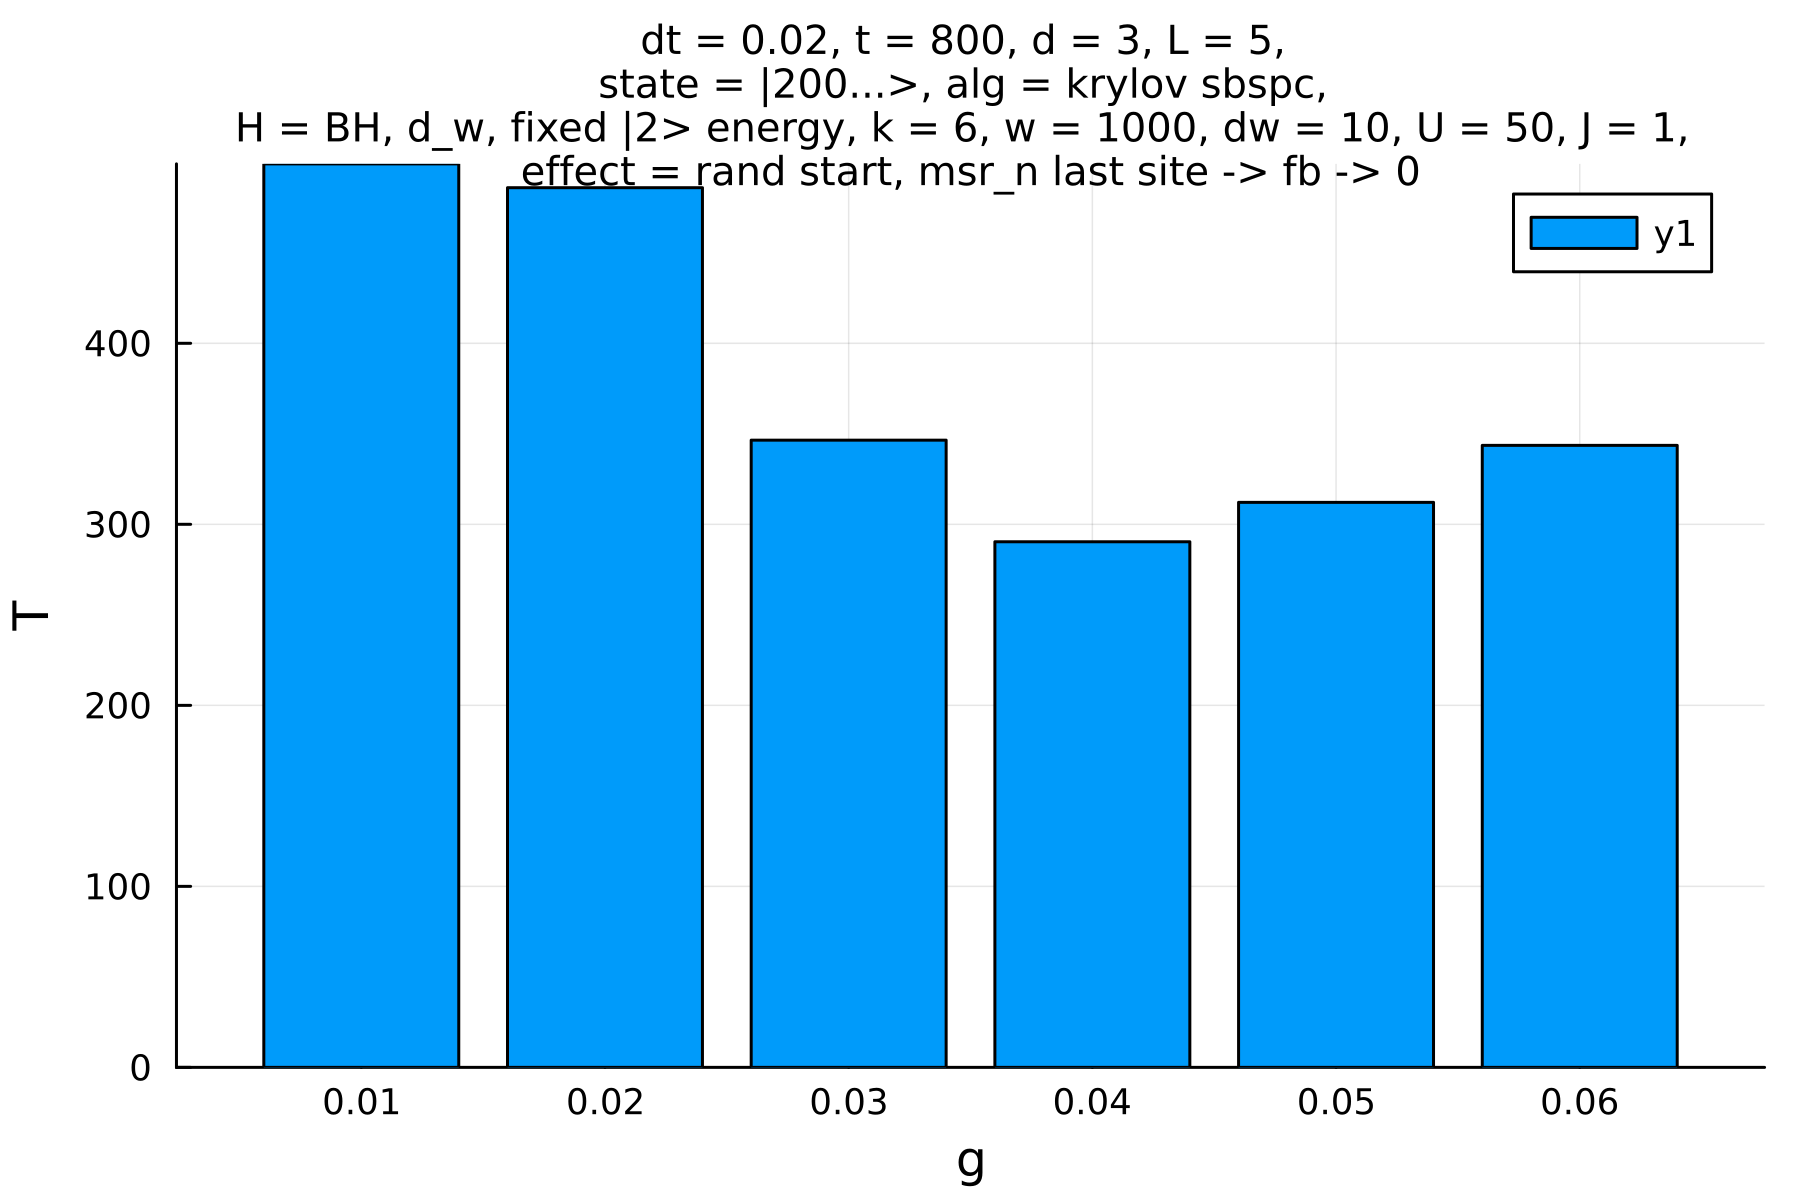 dt = 0.02, t = 800, d = 3, L = 5,
state = |200...>, alg = krylov sbspc,
H = BH, d_w, fixed |2> energy, k = 6, w = 1000, dw = 10, U = 50, J = 1,
effect = rand start, msr_n last site -> fb -> 0
y1
400
300
200
100
0
T
0.01 0.02 0.03 0.04 0.05 0.06
g